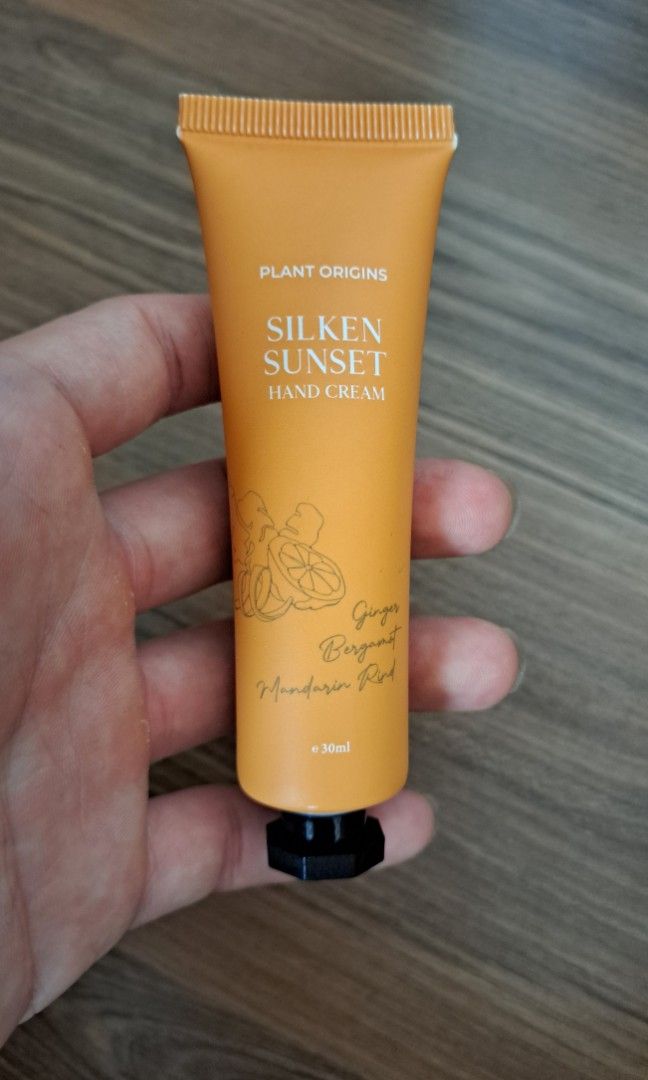 PLANT ORIGINS
SILKEN
SUNSET
HAND CREAM
Ginger
Bergamot
Mandarin Rind
e 30ml